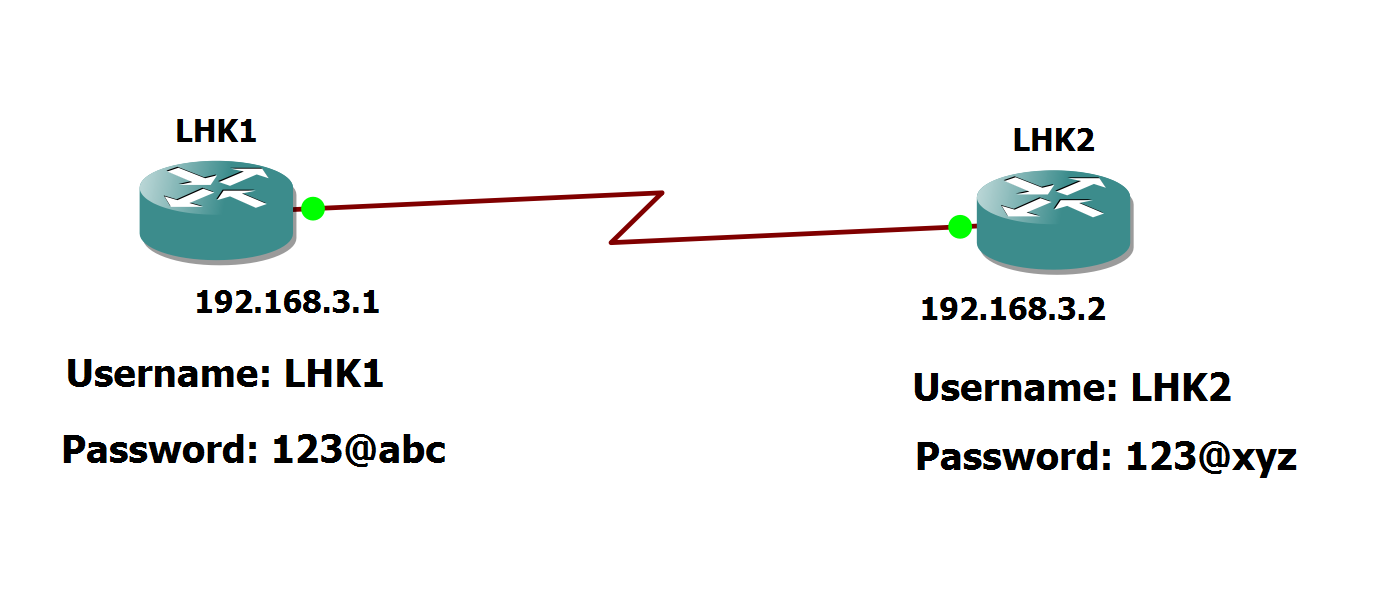 LHK1
LHK2
192.168.3.1
192.168.3.2
Username: LHK1
Username: LHK2
Password: 123@abc
Password: 123@xyz